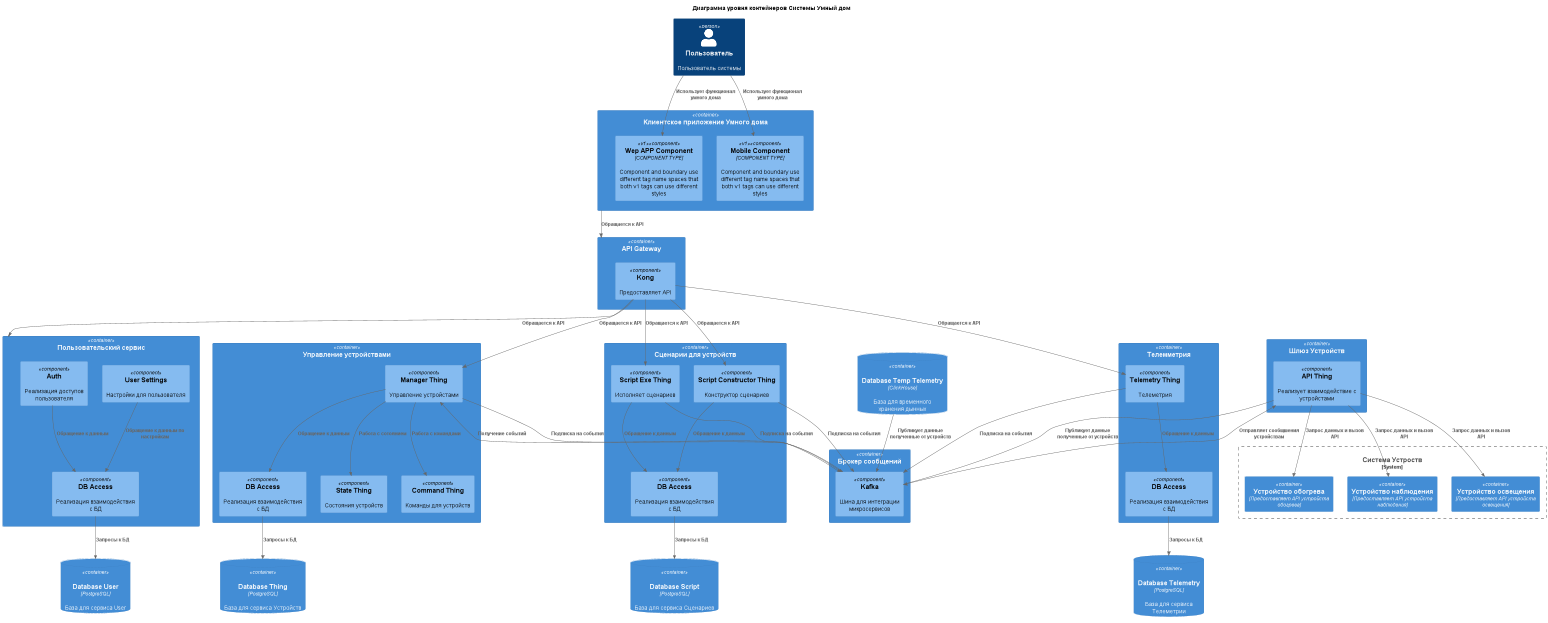 Диаграмма уровня контейнеров Системы Умный дом
«person»
Пользователь
Пользователь системы
Использует функционал
умного дома
Использует функционал
умного дома
«container»
Клиентское приложение Умного дома
«v1»«component»
Wep APP Component
[COMPONENT TYPE]
Component and boundary use
different tag name spaces that
both v1 tags can use different
styles
«v1»«component»
Mobile Component
[COMPONENT TYPE]
Component and boundary use
different tag name spaces that
both v1 tags can use different
styles
Обращается к API
«container»
API Gateway
«component»
Kong
Предоставляет API
Обращается к API
Обращается к API
Обращается к API
Обращается к API
Обращается к API
«container»
Пользовательский сервис
«component»
Auth
Реализация доступов
пользователя
«component»
User Settings
Настройки для пользователя
Обращение к данным
Обращение к данным по
«component»
DB Access
Реализация взаимодействия
с БД
Запросы к БД
«container»
Database User
[PostgreSQL]
База для сервиса User
«container»
Управление устройствами
«component»
Manager Thing
Управление устройстами
Обращение к данным
«component»
DB Access
Реализация взаимодействия
с БД
«component»
State Thing
Состояния устройств
«component»
Command Thing
Команды для устройств
Получение событий
Подписка на события
Запросы к БД
«container»
Database Thing
[PostgreSQL]
База для сервиса Устройств
«container»
Сценарии для устройств
«component»
Script Exe Thing
Исполняет сценариев
«component»
Script Constructor Thing
Конструктор сценариев
Обращение к данным
Обращение к данным
Подписка на события
Подписка на события
«component»
DB Access
Реализация взаимодействия
с БД
Запросы к БД
«container»
Database Script
[PostgreSQL]
База для сервиса Сценариев
«container»
Database Temp Telemetry
[ClickHouse]
База для временного
хранения данных
Публикует данные
полученные от устройств
«container»
Брокер сообщений
«component»
Kafka
Шина для интеграции
микросервисов
Подписка на события
Публикует данные
полученные от устройств
«container»
Телемметрия
«component»
Telemetry Thing
Телеметрия
Обращение к данным
«component»
DB Access
Реализация взаимодействия
с БД
Запросы к БД
«container»
Database Telemetry
[PostgreSQL]
База для сервиса
Телеметрии
«container»
Шлюз Устройств
«component»
API Thing
Реализует взаимодействие с
устройстами
Отправляет сообщения
устройствам
Запрос данных и вызов
API
Запрос данных и вызов
API
Запрос данных и вызов
API
Система Устроств
[System]
«container»
Устройство обогрева
[Предоставляет API устройства
обогрева]
«container»
Устройство наблюдения
[Предоставляет API устройства
наблюдения]
«container»
Устройство освещения
[Предоставляет API устройства
освещения]